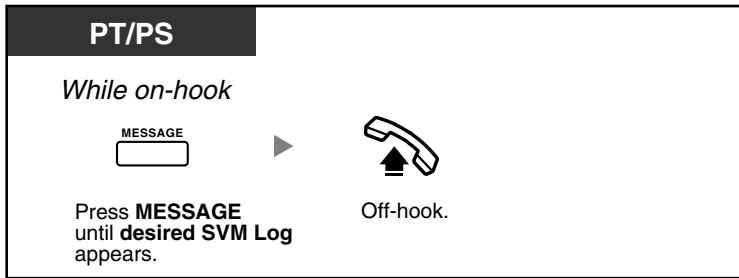 PT/PS
While on-hook
MESSAGE
Press MESSAGE
until desired SVM Log
appears.
Off-hook.